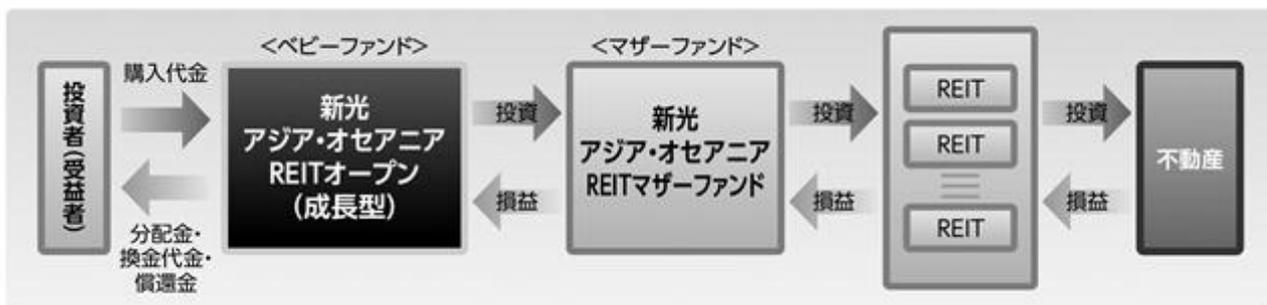 投資者(受益者)
購入代金
分配金・
換金代金・
償還金
<ベビーファンド>
新光
アジア・オセアニア
REITオープン
(成長型)
投資
損益
<マザーファンド>
新光
アジア・オセアニア
REITマザーファンド
投資
損益
REIT
REIT
REIT
投資
損益
不動産